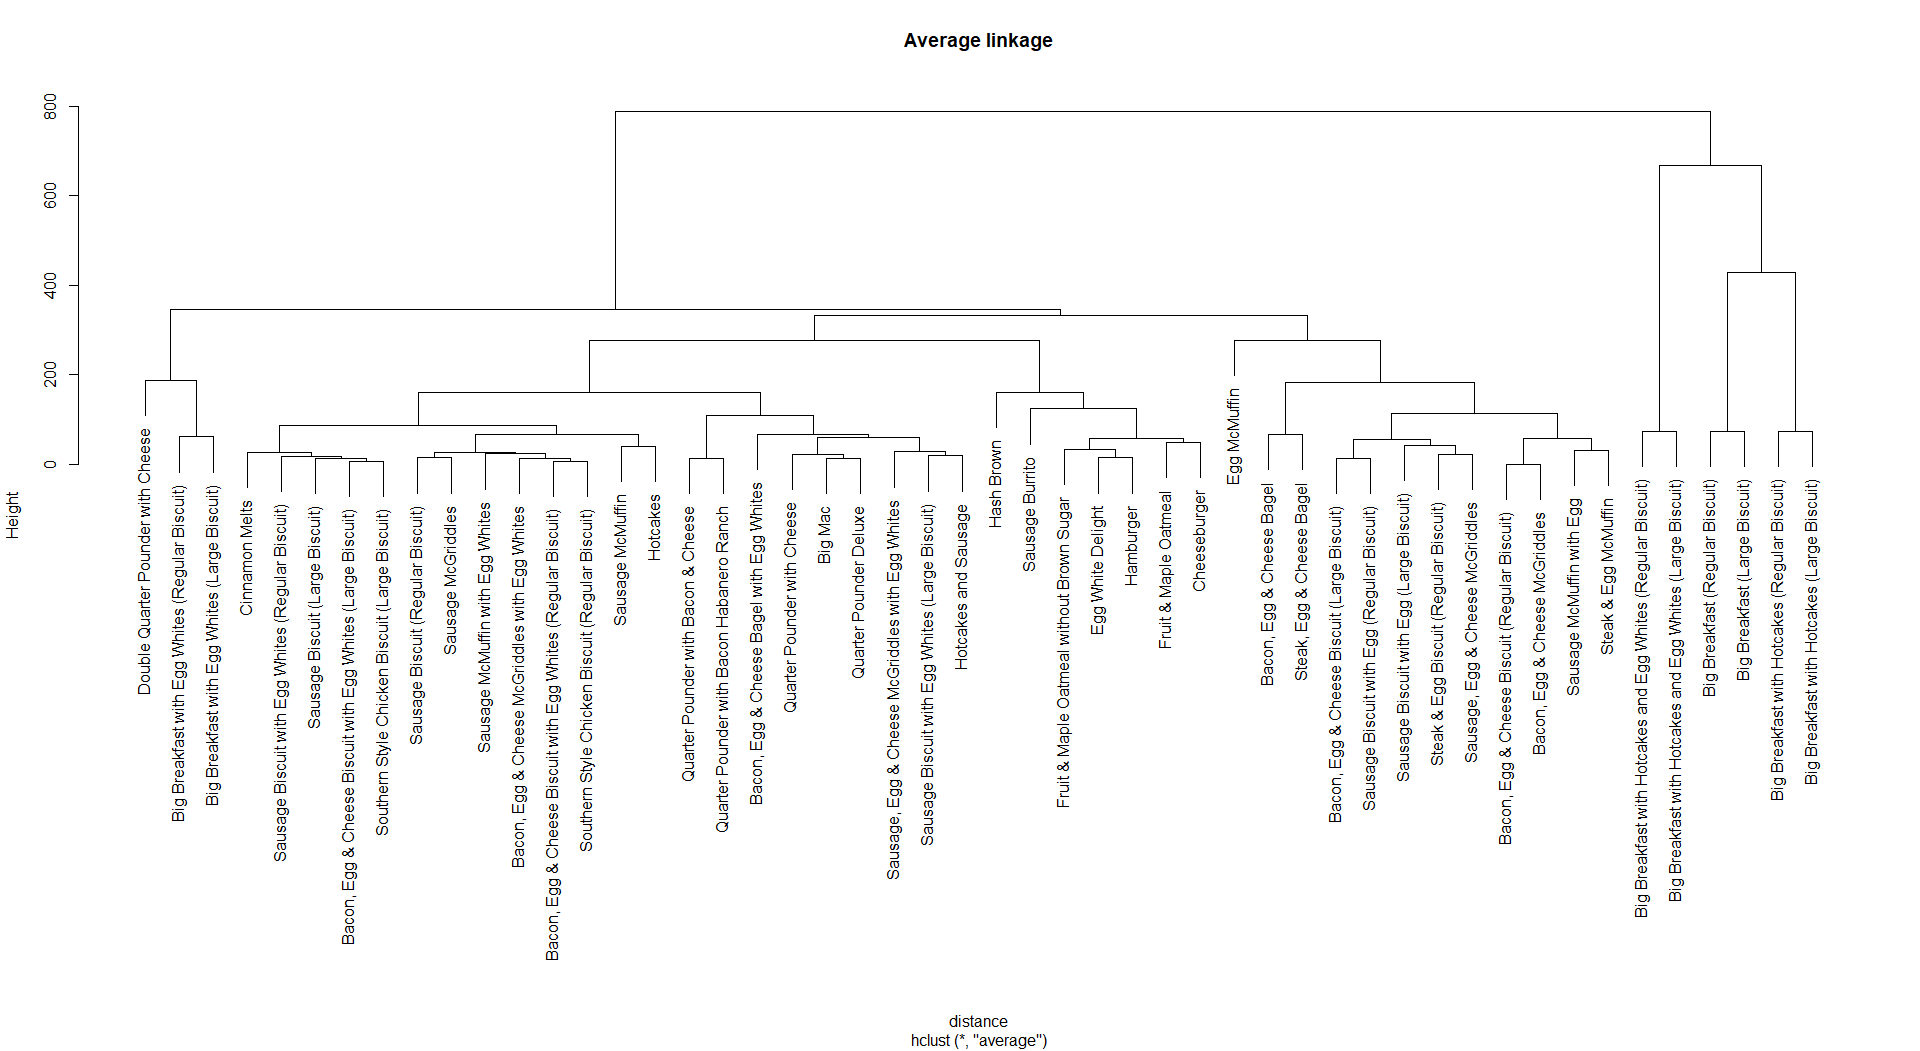 Average linkage
Height
0
200
400
600
800
Double Quarter Pounder with Cheese
Big Breakfast with Egg Whites (Regular Biscuit)
Big Breakfast with Egg Whites (Large Biscuit)
Cinnamon Melts
Sausage Biscuit with Egg Whites (Regular Biscuit)
Sausage Biscuit (Large Biscuit)
Bacon, Egg & Cheese Biscuit with Egg Whites (Large Biscuit)
Southern Style Chicken Biscuit (Large Biscuit)
Sausage Biscuit (Regular Biscuit)
Sausage McGriddles
Sausage McMuffin with Egg Whites
Bacon, Egg & Cheese McGriddles with Egg Whites
Bacon, Egg & Cheese Biscuit with Egg Whites (Regular Biscuit)
Southern Style Chicken Biscuit (Regular Biscuit)
Sausage McMuffin
Hotcakes
Quarter Pounder with Bacon & Cheese
Quarter Pounder with Bacon Habanero Ranch
Bacon, Egg & Cheese Bagel with Egg Whites
Quarter Pounder with Cheese
Big Mac
Quarter Pounder Deluxe
Sausage, Egg & Cheese McGriddles with Egg Whites
Sausage Biscuit with Egg Whites (Large Biscuit)
Hotcakes and Sausage
Hash Brown
Sausage Burrito
Fruit & Maple Oatmeal without Brown Sugar
Egg White Delight
Hamburger
Fruit & Maple Oatmeal
Cheeseburger
Egg McMuffin
Bacon, Egg & Cheese Bagel
Steak, Egg & Cheese Bagel
Bacon, Egg & Cheese Biscuit (Large Biscuit)
Sausage Biscuit with Egg (Regular Biscuit)
Sausage Biscuit with Egg (Large Biscuit)
Steak & Egg Biscuit (Regular Biscuit)
Sausage, Egg & Cheese McGriddles
Bacon, Egg & Cheese Biscuit (Regular Biscuit)
Bacon, Egg & Cheese McGriddles
Sausage McMuffin with Egg
Steak & Egg McMuffin
Big Breakfast with Hotcakes and Egg Whites (Regular Biscuit)
Big Breakfast with Hotcakes and Egg Whites (Large Biscuit)
Big Breakfast (Regular Biscuit)
Big Breakfast (Large Biscuit)
Big Breakfast with Hotcakes (Regular Biscuit)
Big Breakfast with Hotcakes (Large Biscuit)
distance
hclust (*, "average")